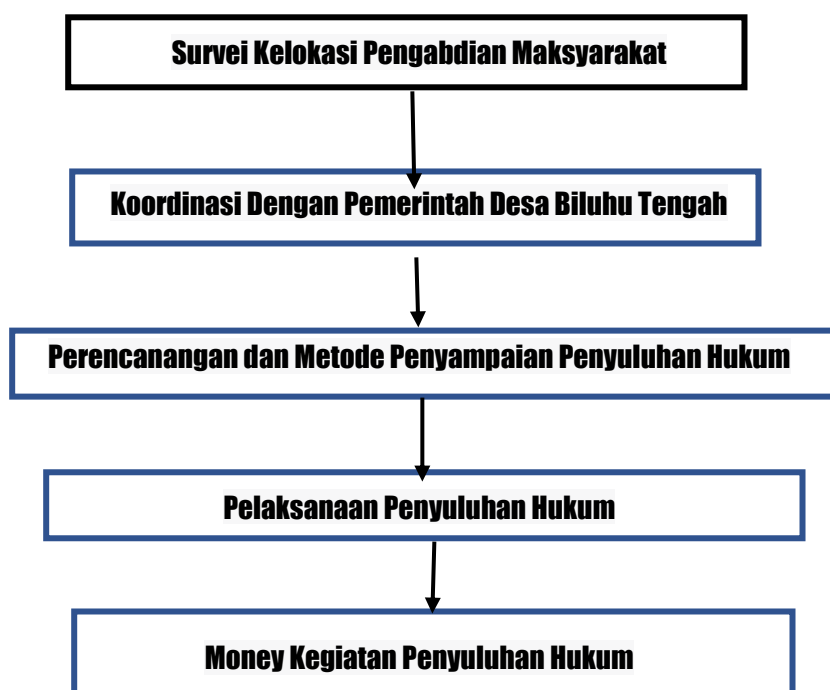 Survei Kelokasi Pengabdian Maksyarakat
Koordinasi Dengan Pemerintah Desa Biluhu Tengah
Perencanangan dan Metode Penyampaian Penyuluhan Hukum
Pelaksanaan Penyuluhan Hukum
Money Kegiatan Penyuluhan Hukum